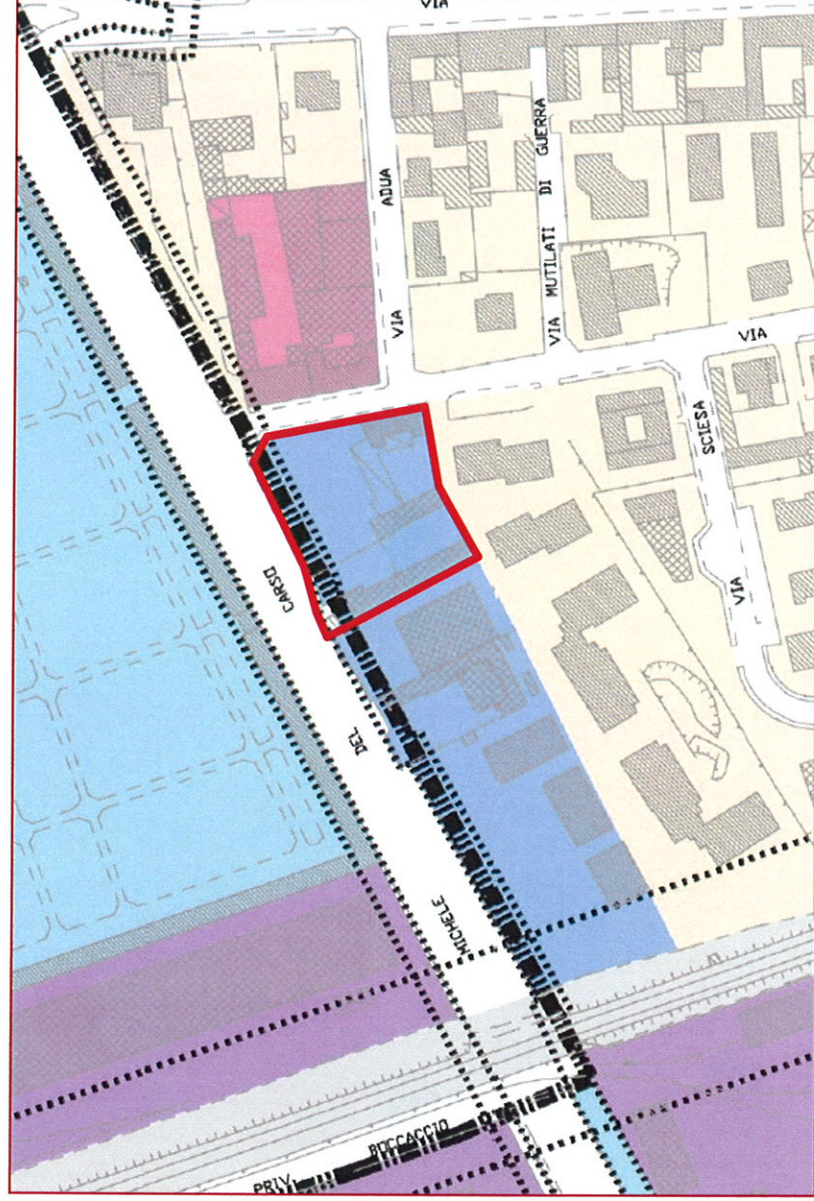 VIA
VIA ADUA
VIA MUTILATI DI GUERRA
VIA
VIA SCIESA
MICHELE DEL CARSO
PRIV. BOCCACCIO